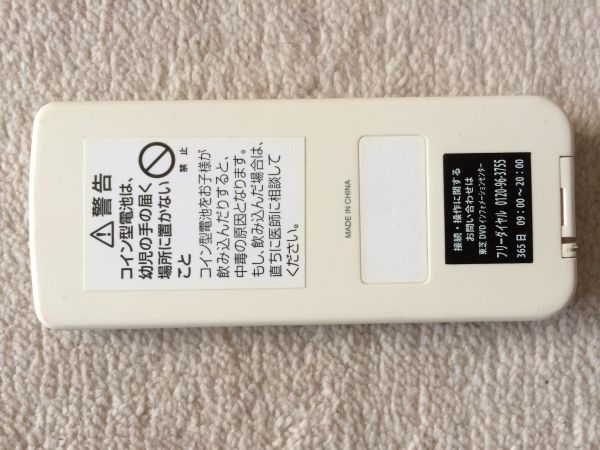 警告
禁止
コイン型電池は、
幼児の手の届く
場所に置かない
こと
コイン型電池をお子様が
飲み込んだりすると、
中毒の原因となります。
もし、飲み込んだ場合は、
直ちに医師に相談して
ください。
MADE IN CHINA
接続・操作に関する
お問い合わせは
東芝DVDインフォメーションセンター
フリーダイヤル 0120-96-3755
365日 09:00~20:00